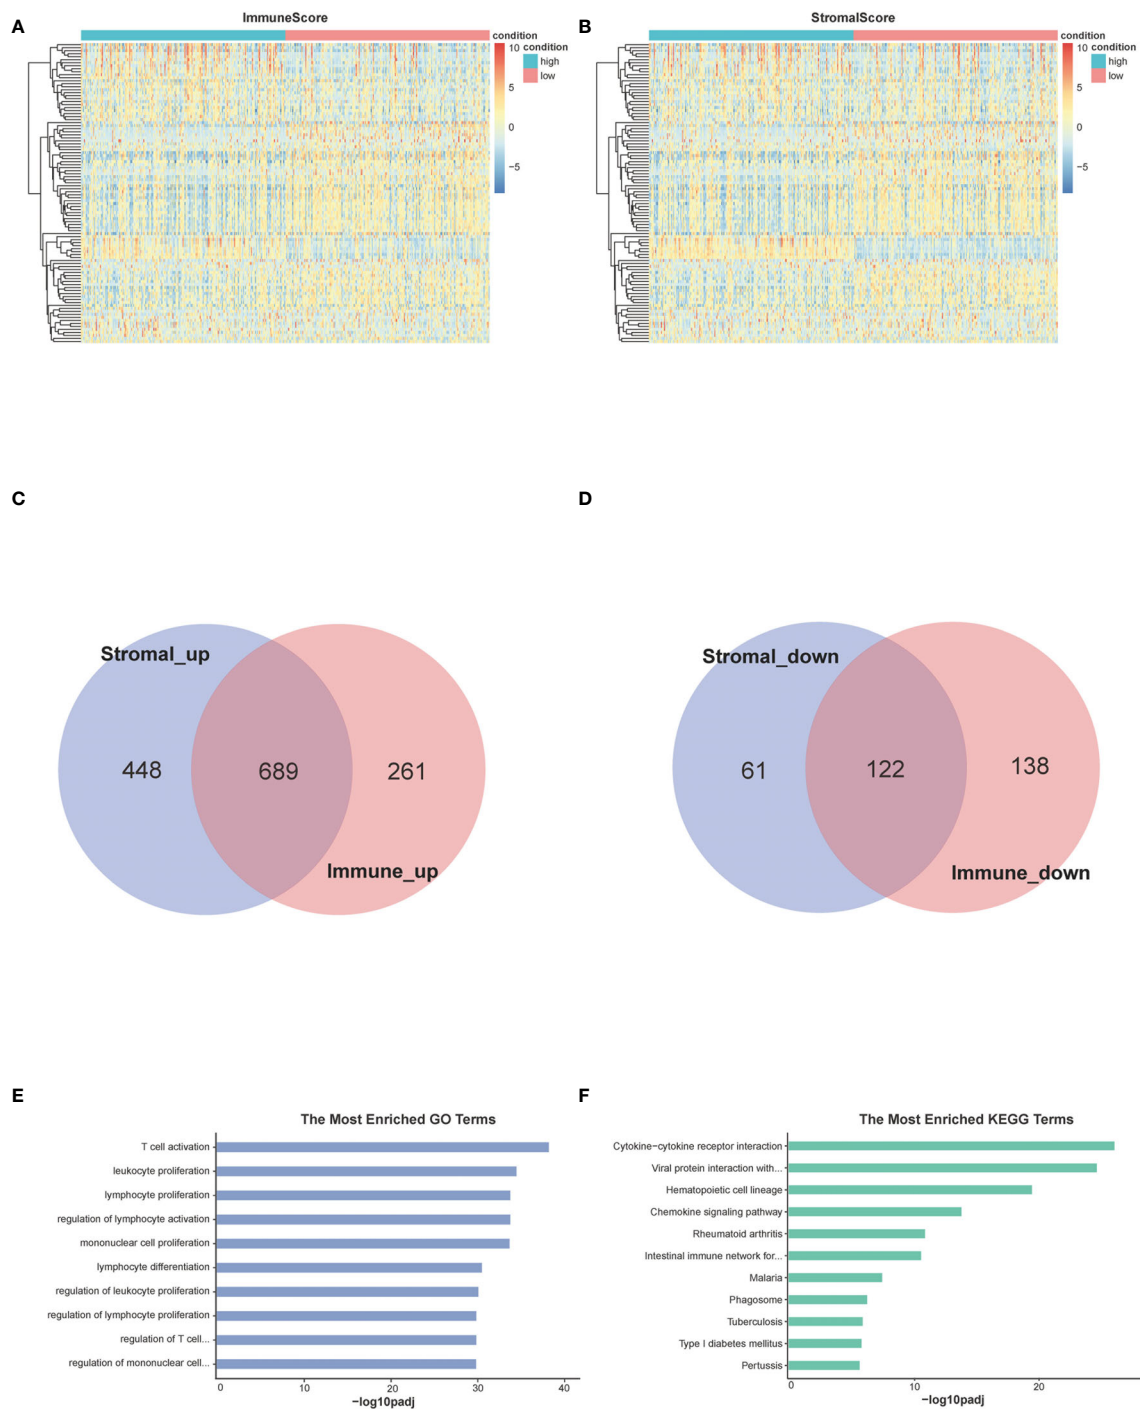 A
ImmuneScore
condition
10
5
0
−5
condition
high
low
B
StromalScore
condition
10
5
0
−5
condition
high
low
C
Stromal_up
448
689
261
Immune_up
D
Stromal_down
61
122
138
Immune_down
E
The Most Enriched GO Terms
T cell activation
leukocyte proliferation
lymphocyte proliferation
regulation of lymphocyte activation
mononuclear cell proliferation
lymphocyte differentiation
regulation of leukocyte proliferation
regulation of lymphocyte proliferation
regulation of T cell...
regulation of mononuclear cell...
0 10 20 30 40
−log10padj
F
The Most Enriched KEGG Terms
Cytokine−cytokine receptor interaction
Viral protein interaction with...
Hematopoietic cell lineage
Chemokine signaling pathway
Rheumatoid arthritis
Intestinal immune network for...
Malaria
Phagosome
Tuberculosis
Type I diabetes mellitus
Pertussis
0 10 20
−log10padj